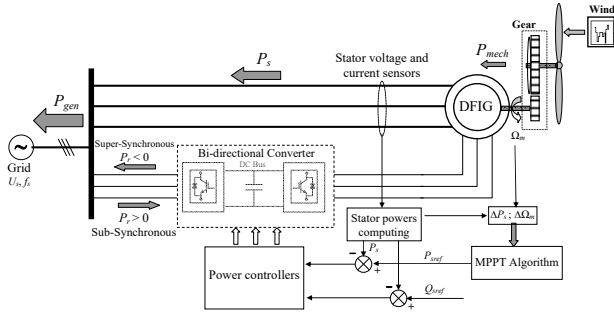 Wind
Gear
P_s
Stator voltage and
current sensors
P_mech
P_gen
DFIG
Ω_m
Super-Synchronous
P_r < 0
Bi-directional Converter
DC Bus
Grid
U_s, f_s
P_r > 0
Sub-Synchronous
Stator powers
computing
ΔP_s ; ΔΩ_m
P_s
P_sref
MPPT Algorithm
Power controllers
Q_sref
− +
− +